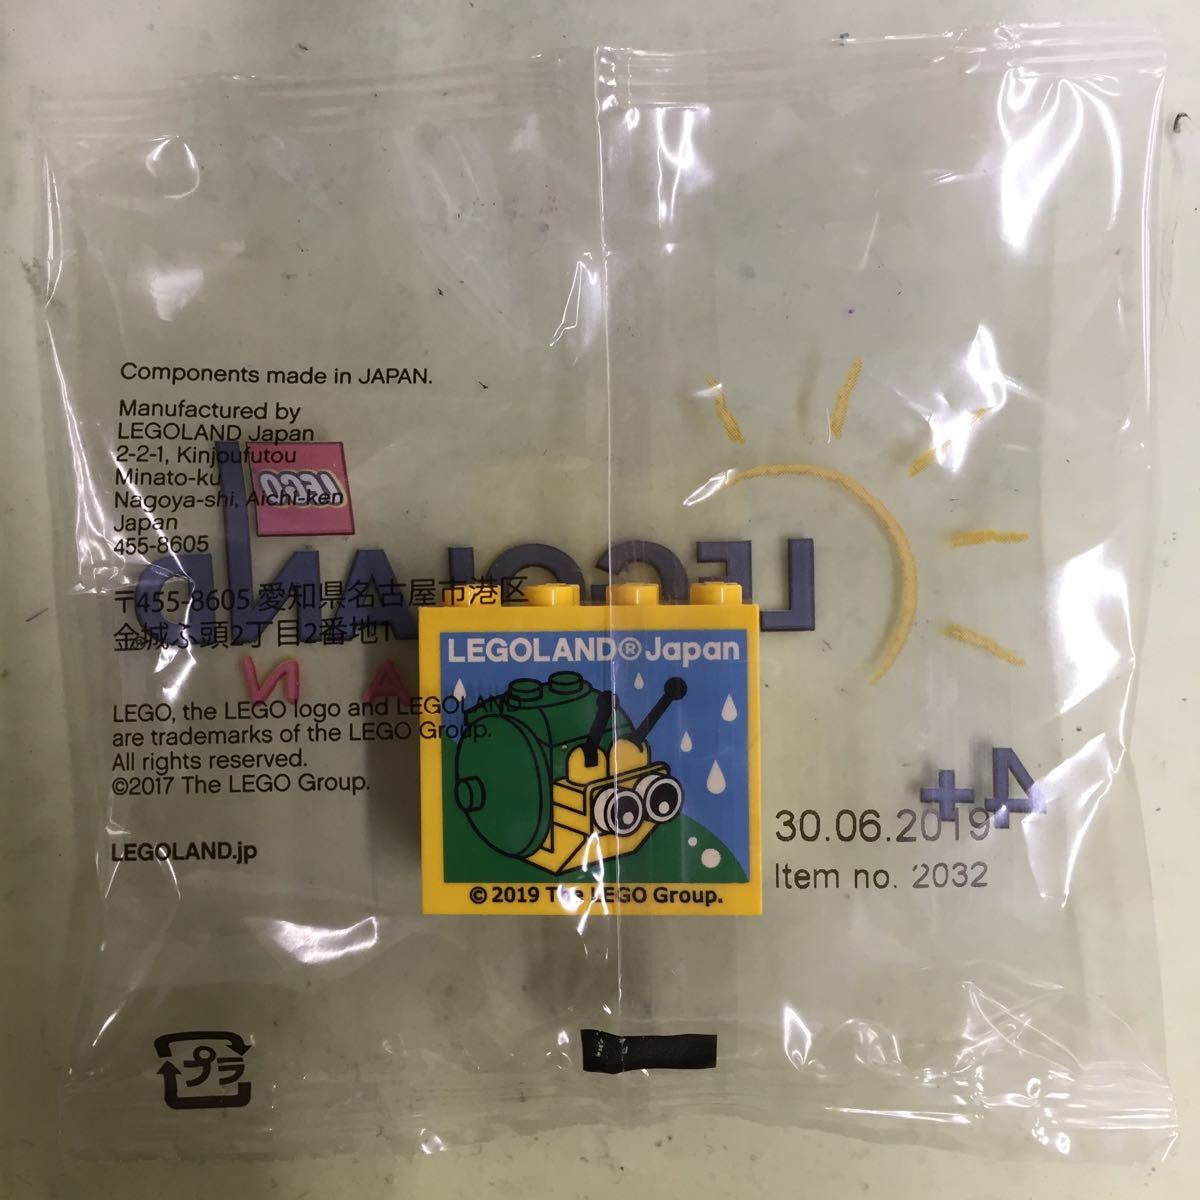 Components made in JAPAN.
Manufactured by
LEGOLAND Japan
2-2-1, Kinjoufutou
Minato-ku
Nagoya-shi, Aichi-ken
Japan
455-8605
〒455-8605 愛知県名古屋市港区
金城ふ頭2丁目2番地1
LEGO, the LEGO logo and LEGOLAND
are trademarks of the LEGO Group.
All rights reserved.
©2017 The LEGO Group.
LEGOLAND.jp
プラ
LEGO
LEGOLAND
LEGOLAND® Japan
© 2019 The LEGO Group.
4+
30.06.2019
Item no. 2032